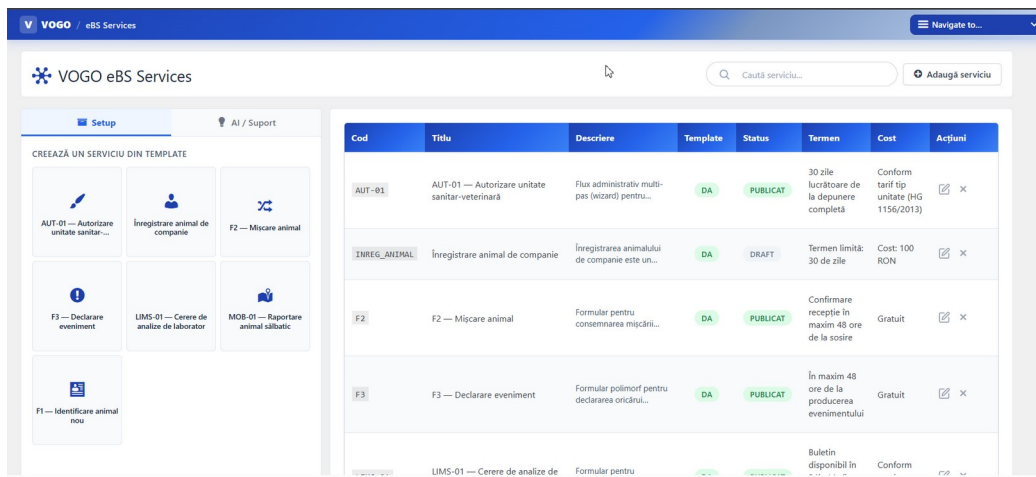 V VOGO / eBS Services
Navigate to...
VOGO eBS Services
Caută serviciu...
Adaugă serviciu
Setup
AI / Suport
CREEAZĂ UN SERVICIU DIN TEMPLATE
AUT-01 — Autorizare
unitate sanitar-...
Înregistrare animal de
companie
F2 — Mișcare animal
F3 — Declarare
eveniment
LIMS-01 — Cerere de
analize de laborator
MOB-01 — Raportare
animal sălbatic
F1 — Identificare animal
nou
Cod Titlu Descriere Template Status Termen Cost Acțiuni
AUT-01
AUT-01 — Autorizare unitate
sanitar-veterinară
Flux administrativ multi-
pas (wizard) pentru...
DA
PUBLICAT
30 zile
lucrătoare de
la depunere
completă
Conform
tarif tip
unitate (HG
1156/2013)
INREG_ANIMAL
Înregistrare animal de companie
Înregistrarea animalului
de companie este un...
DA
DRAFT
Termen limită:
30 de zile
Cost: 100
RON
F2
F2 — Mișcare animal
Formular pentru
consemnarea mișcării...
DA
PUBLICAT
Confirmare
recepție în
maxim 48 ore
de la sosire
Gratuit
F3
F3 — Declarare eveniment
Formular polimorf pentru
declararea oricărui...
DA
PUBLICAT
În maxim 48
ore de la
producerea
evenimentului
Gratuit
LIMS-01 — Cerere de analize de
Formular pentru
Buletin
disponibil în
Conform